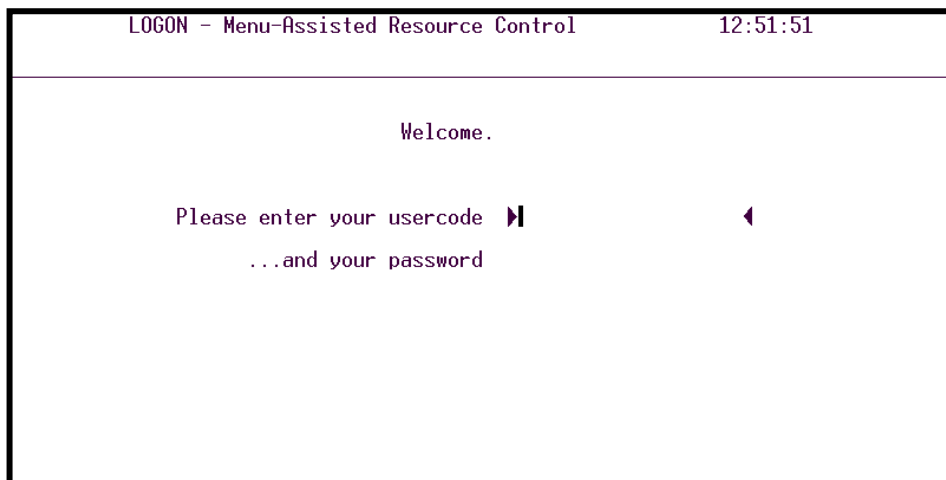 LOGON - Menu-Assisted Resource Control 12:51:51
Welcome.
Please enter your usercode
...and your password